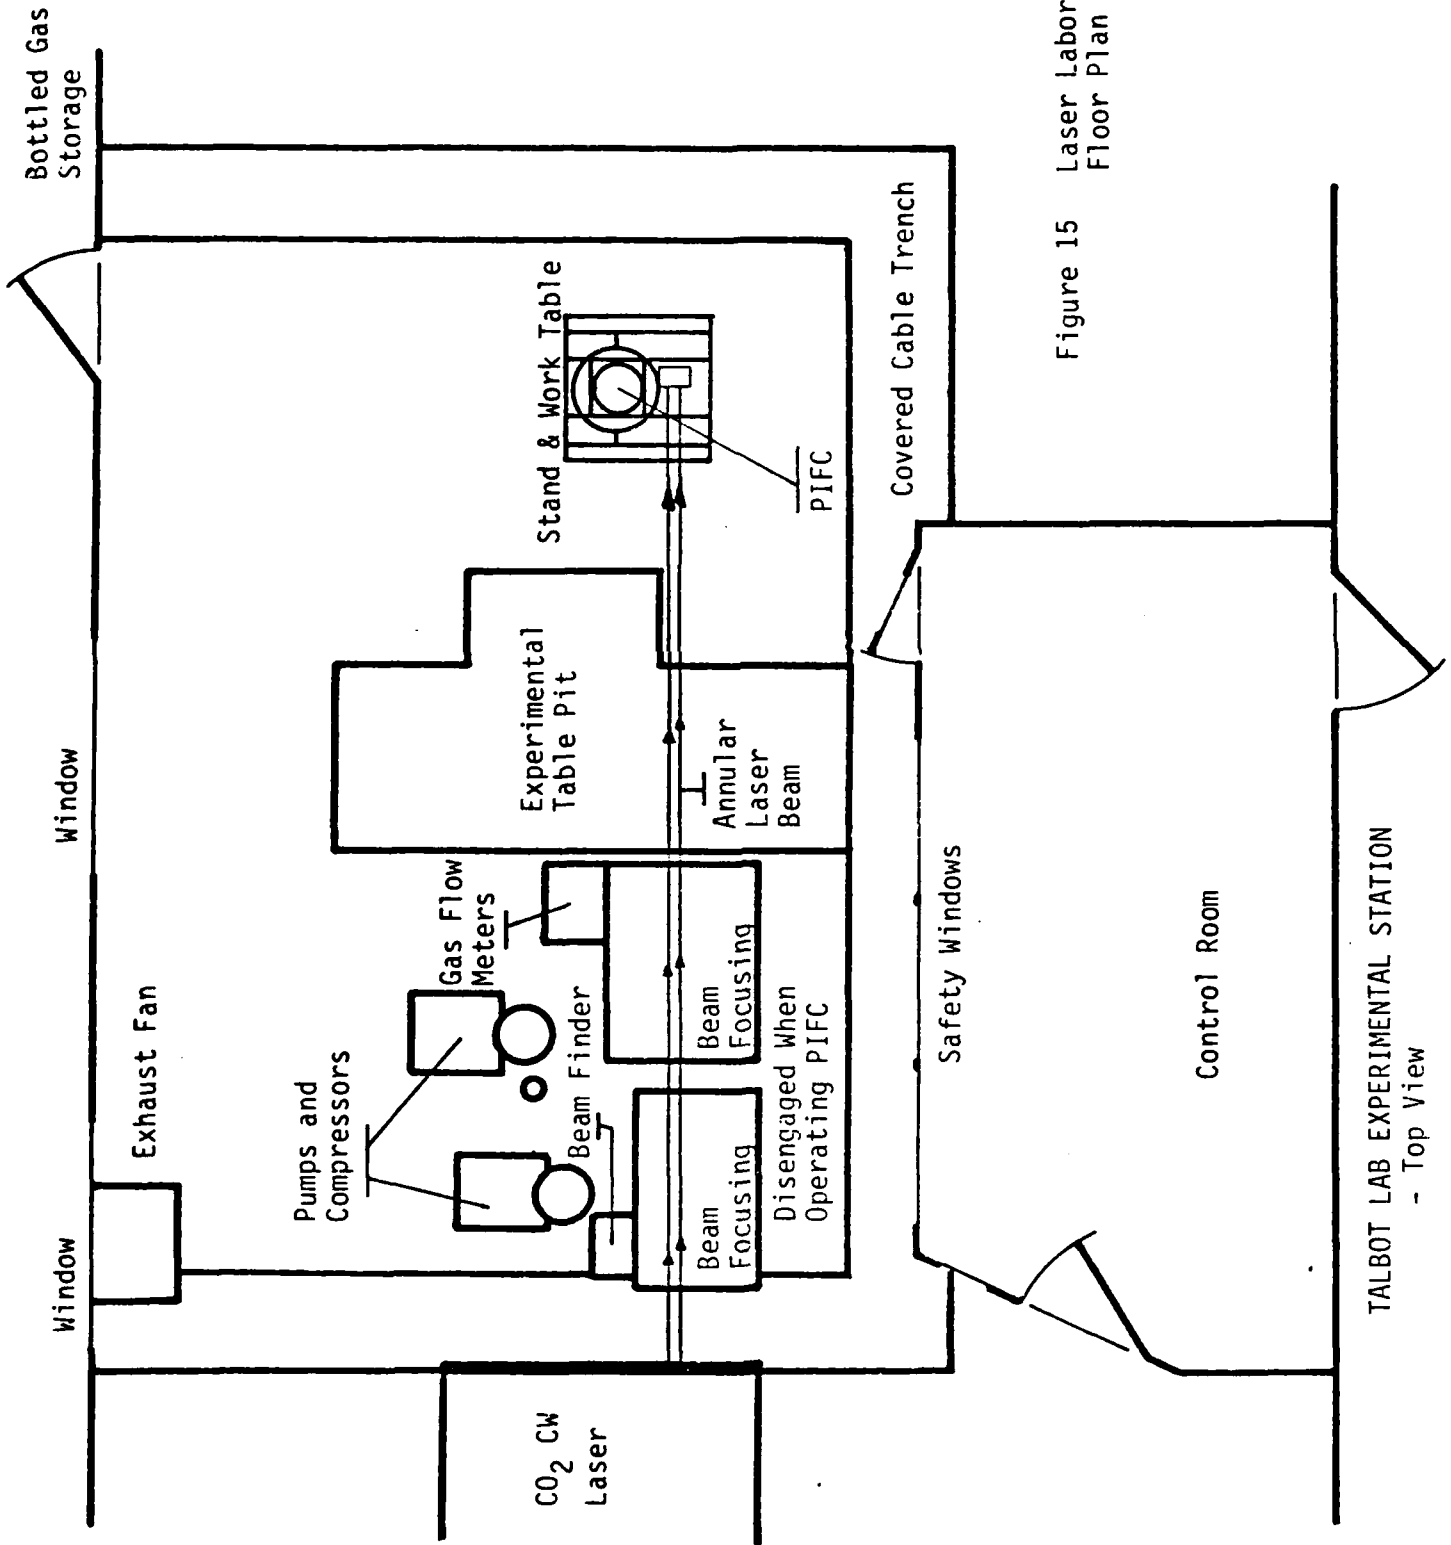 Bottled Gas
Storage
Window
Window
Exhaust Fan
Pumps and
Compressors
Gas Flow
Meters
Beam Finder
Stand & Work Table
Experimental
Table Pit
PIFC
Annular
Laser
Beam
Beam
Focusing
Beam
Focusing
Disengaged When
Operating PIFC
CO2 CW
Laser
Covered Cable Trench
Safety Windows
Control Room
Figure 15 Laser Labor
Floor Plan
TALBOT LAB EXPERIMENTAL STATION
- Top View